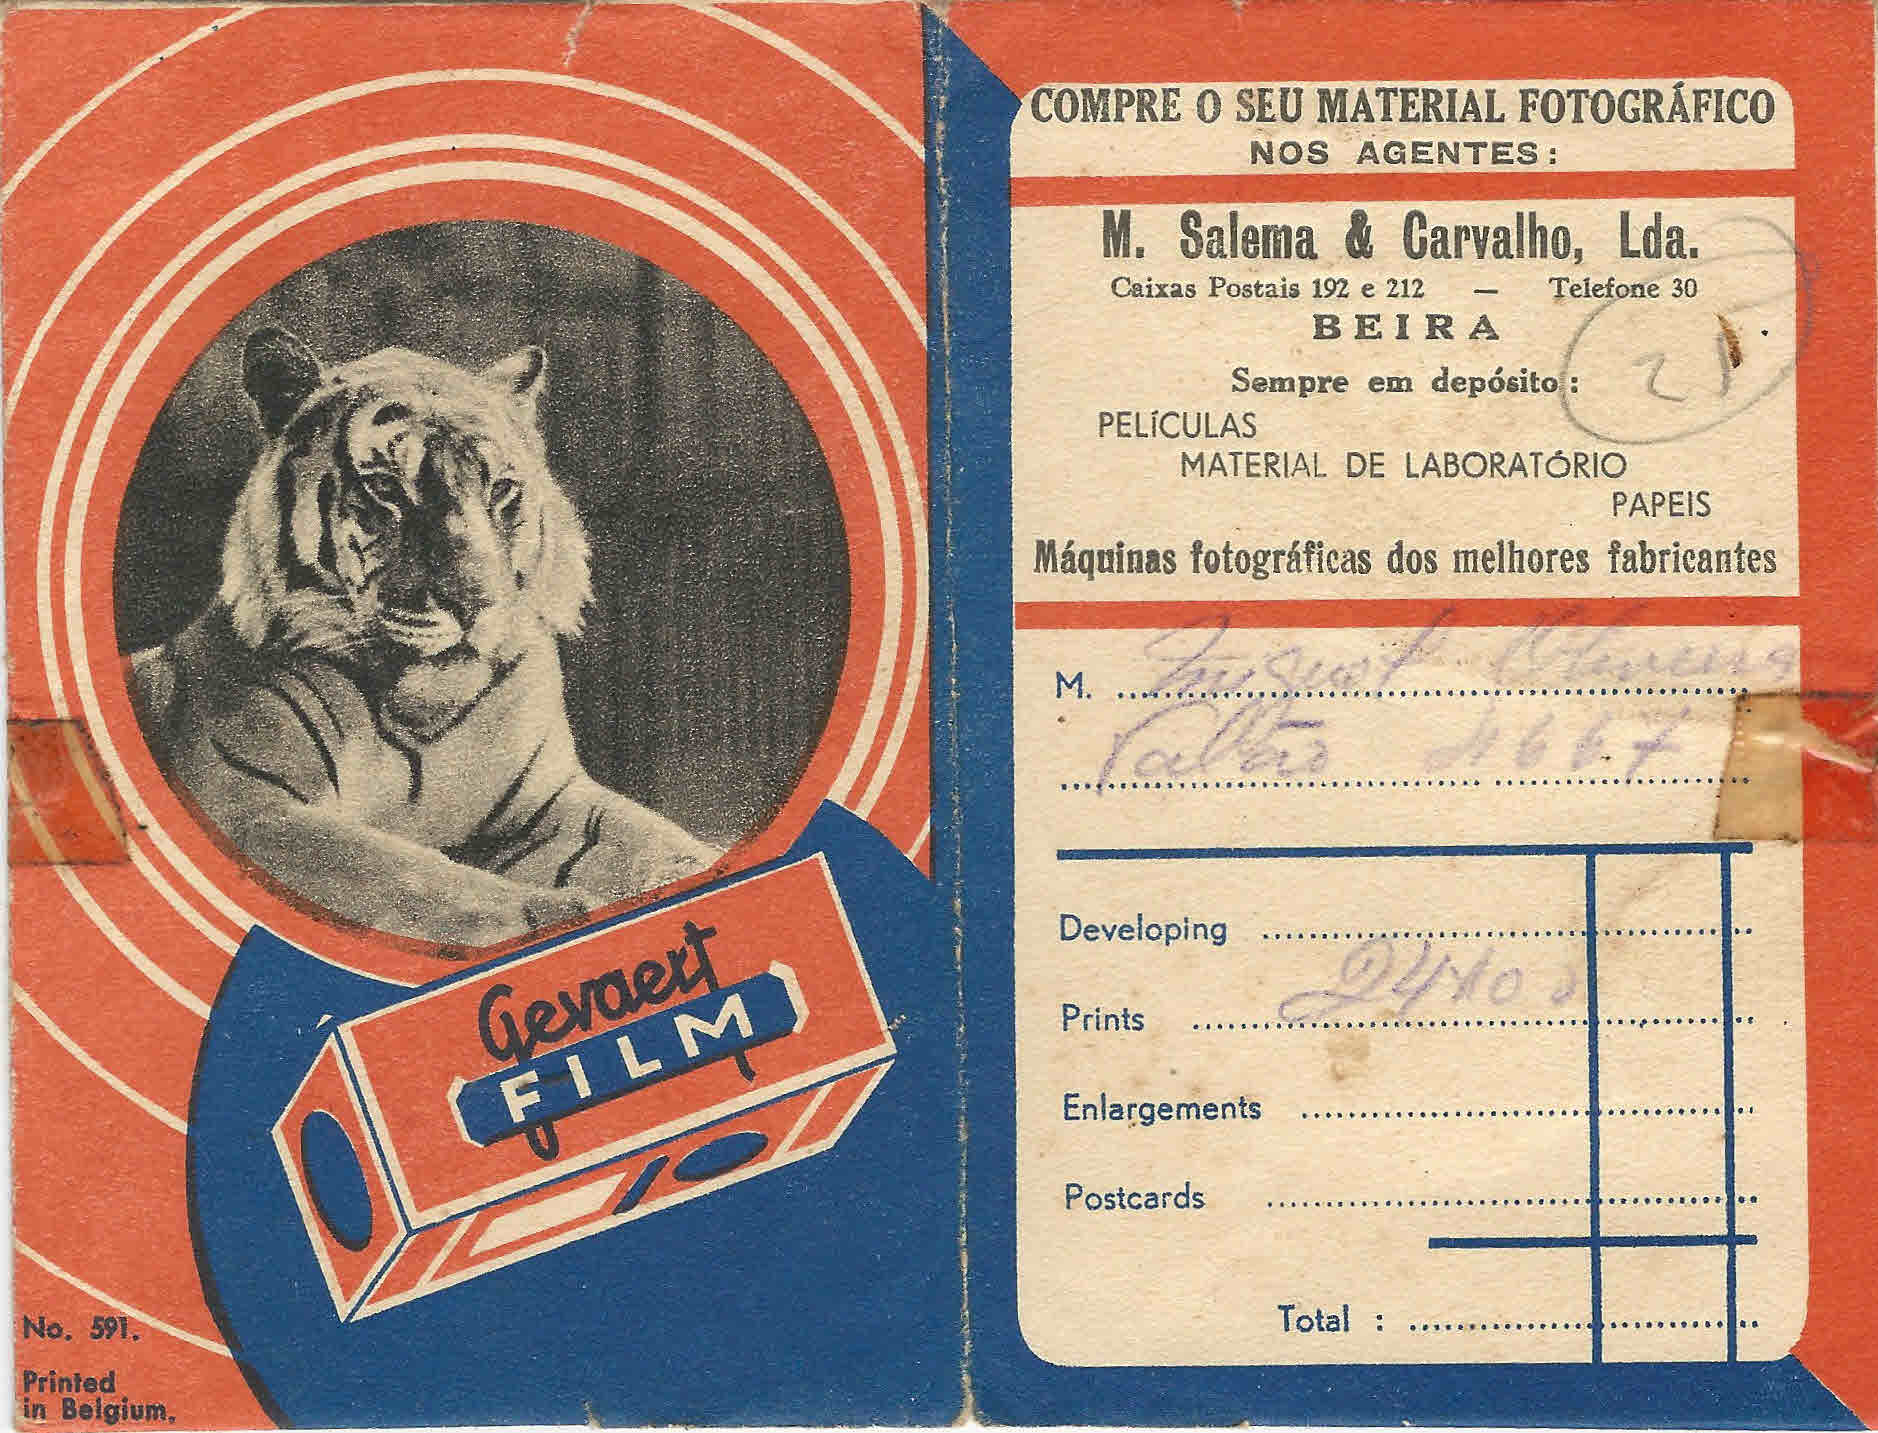 Gevaert
FILM
No. 591.
Printed
in Belgium.
COMPRE O SEU MATERIAL FOTOGRÁFICO
NOS AGENTES:
M. Salema & Carvalho, Lda.
Caixas Postais 192 e 212 — Telefone 30
BEIRA
Sempre em depósito:
21
PELÍCULAS
MATERIAL DE LABORATÓRIO
PAPEIS
Máquinas fotográficas dos melhores fabricantes
M.
4667
Developing
Prints
Enlargements
Postcards
Total :